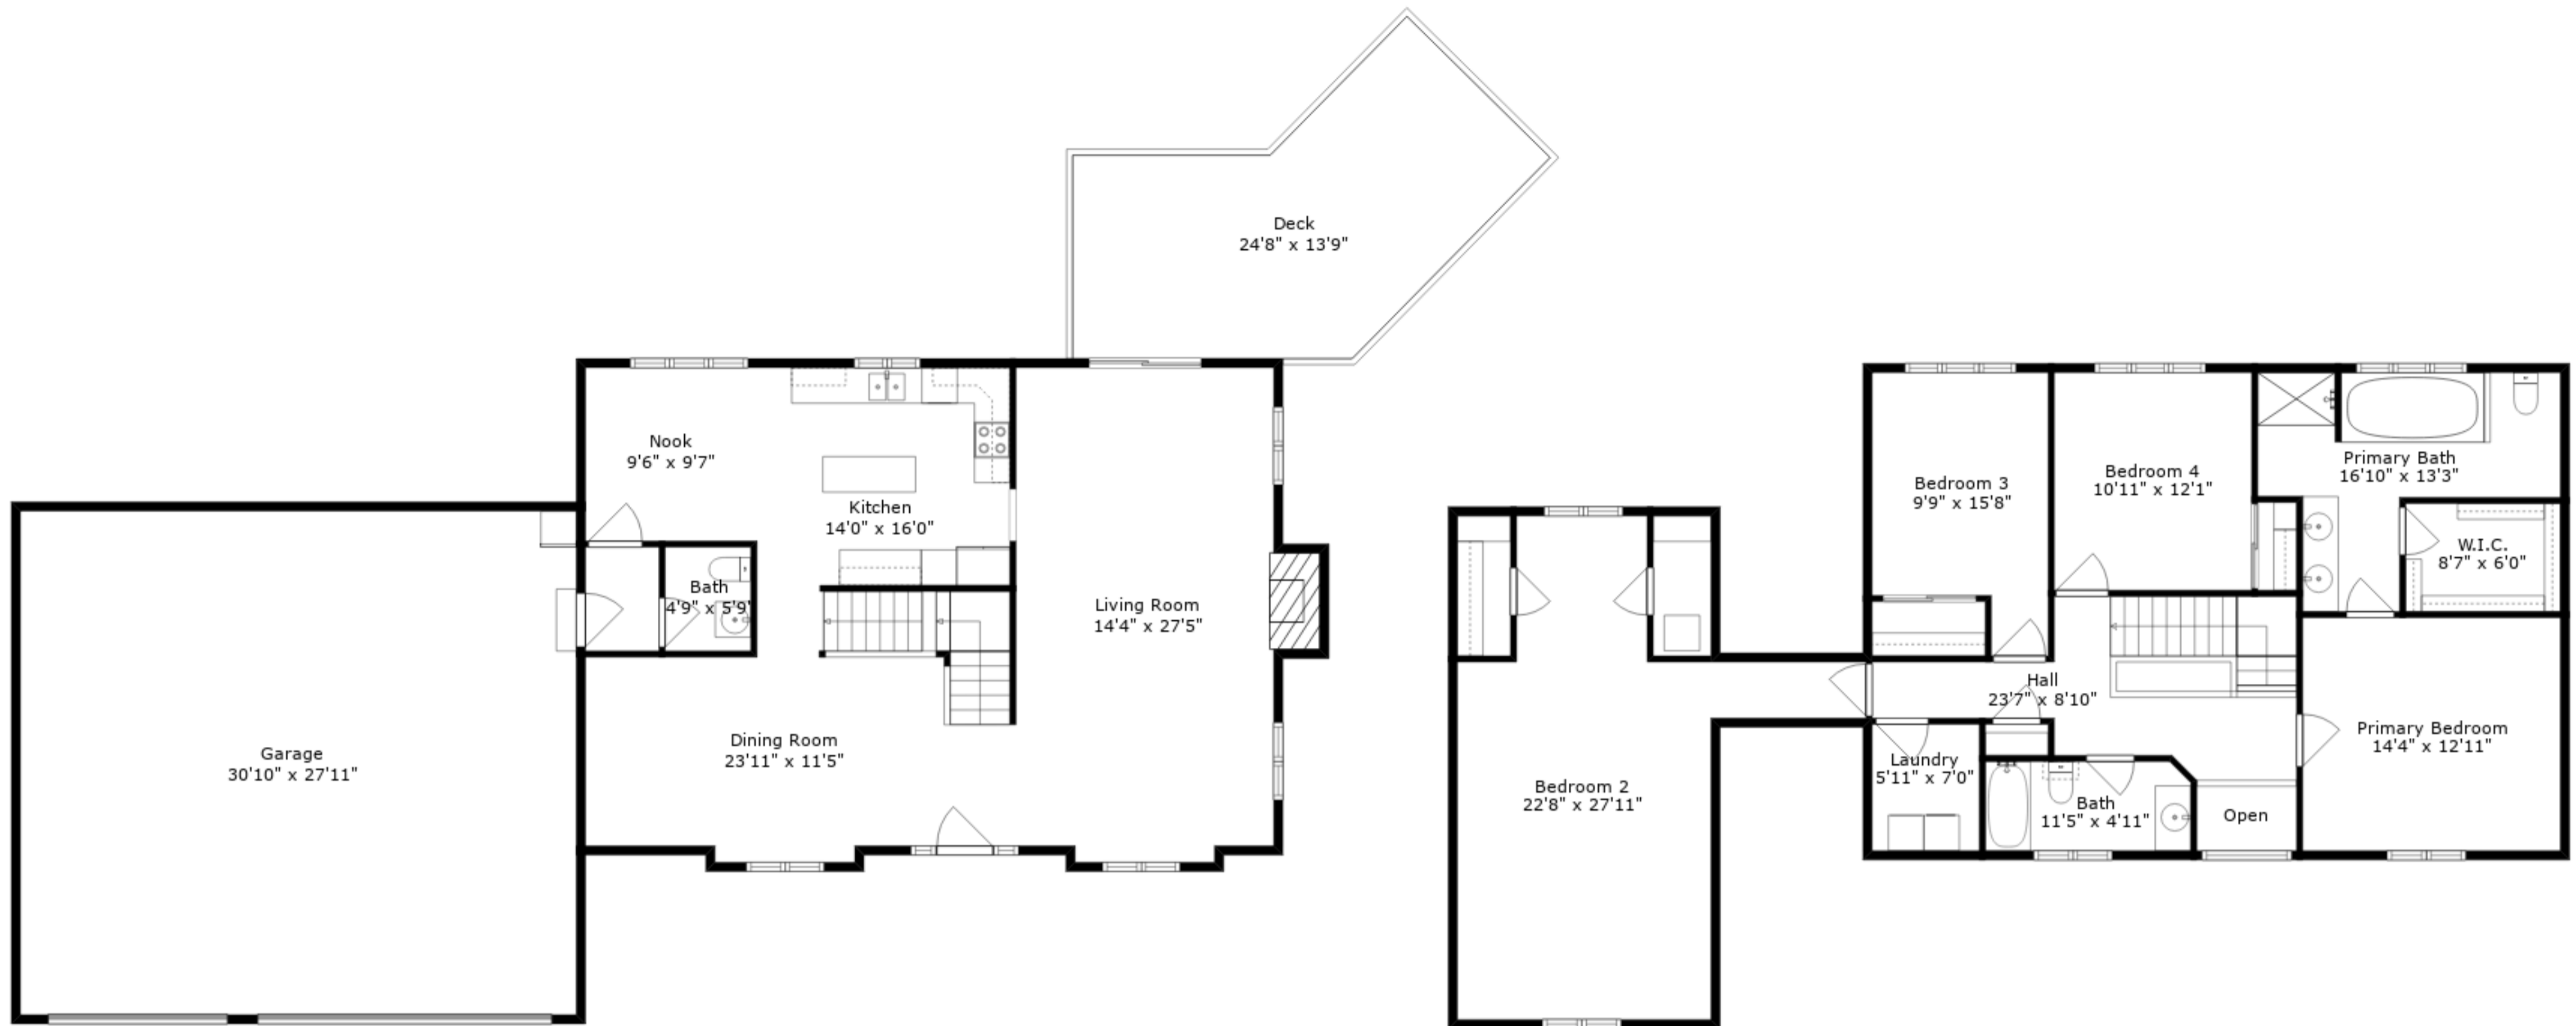 Deck
24'8" x 13'9"
Nook
9'6" x 9'7"
Kitchen
14'0" x 16'0"
Bath
4'9" x 5'9"
Living Room
14'4" x 27'5"
Dining Room
23'11" x 11'5"
Garage
30'10" x 27'11"
Bedroom 3
9'9" x 15'8"
Bedroom 4
10'11" x 12'1"
Primary Bath
16'10" x 13'3"
W.I.C.
8'7" x 6'0"
Hall
23'7" x 8'10"
Primary Bedroom
14'4" x 12'11"
Laundry
5'11" x 7'0"
Bedroom 2
22'8" x 27'11"
Bath
11'5" x 4'11"
Open